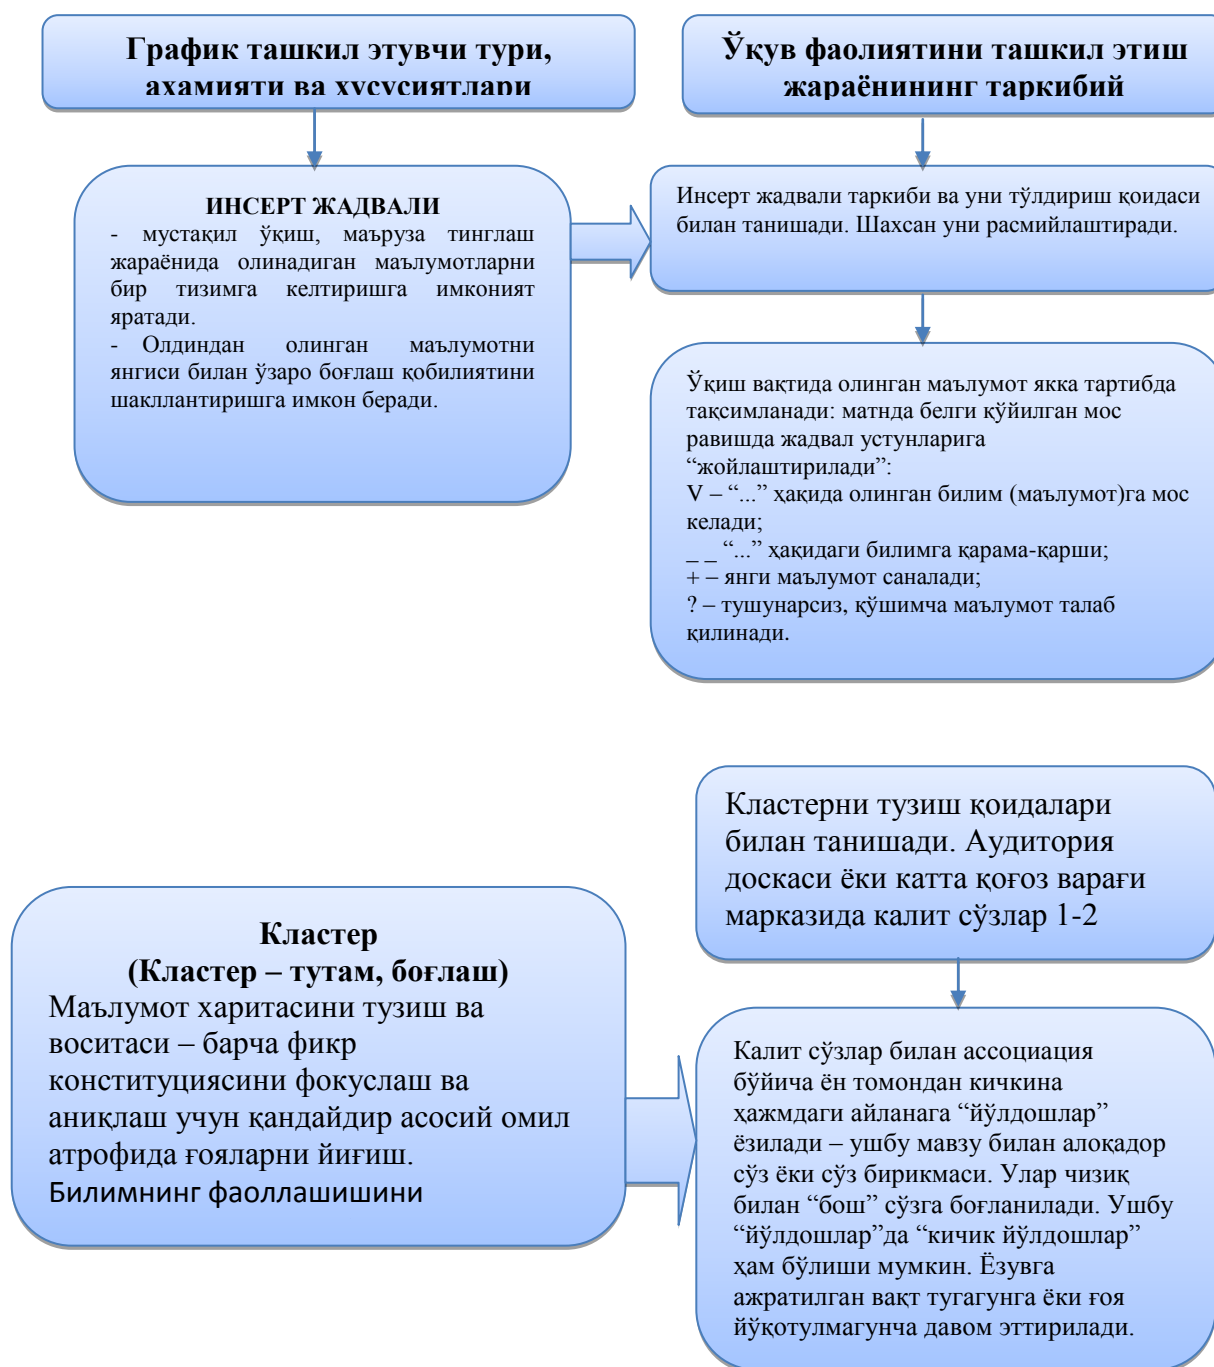 График ташкил этувчи тури,
аҳамияти ва хусусиятлари
Ўқув фаолиятини ташкил этиш
жараёнининг таркибий
ИНСЕРТ ЖАДВАЛИ
- мустақил ўқиш, маъруза тинглаш
жараёнида олинадиган маълумотларни
бир тизимга келтиришга имконият
яратади.
- Олдиндан олинган маълумотни
янгиси билан ўзаро боғлаш қобилиятини
шакллантиришга имкон беради.
Инсерт жадвали таркиби ва уни тўлдириш қоидаси
билан танишади. Шахсан уни расмийлаштиради.
Ўқиш вақтида олинган маълумот якка тартибда
тақсимланади: матнда белги қўйилган мос
равишда жадвал устунларига
“жойлаштирилади”:
V – “...” ҳақида олинган билим (маълумот)га мос
келади;
_ _ “...” ҳақидаги билимга қарама-қарши;
+ – янги маълумот саналади;
? – тушунарсиз, қўшимча маълумот талаб
қилинади.
Кластерни тузиш қоидалари
билан танишади. Аудитория
доскаси ёки катта қоғоз варағи
марказида калит сўзлар 1-2
Кластер
(Кластер – тутам, боғлаш)
Маълумот харитасини тузиш ва
воситаси – барча фикр
конституциясини фокуслаш ва
аниқлаш учун қандайдир асосий омил
атрофида ғояларни йиғиш.
Билимнинг фаоллашишини
Калит сўзлар билан ассоциация
бўйича ён томондан кичкина
ҳажмдаги айланага “йўлдошлар”
ёзилади – ушбу мавзу билан алоқадор
сўз ёки сўз бирикмаси. Улар чизиқ
билан “бош” сўзга боғланилади. Ушбу
“йўлдошлар”да “кичик йўлдошлар”
ҳам бўлиши мумкин. Ёзувга
ажратилган вақт тугагунга ёки ғоя
йўқотулмагунча давом эттирилади.